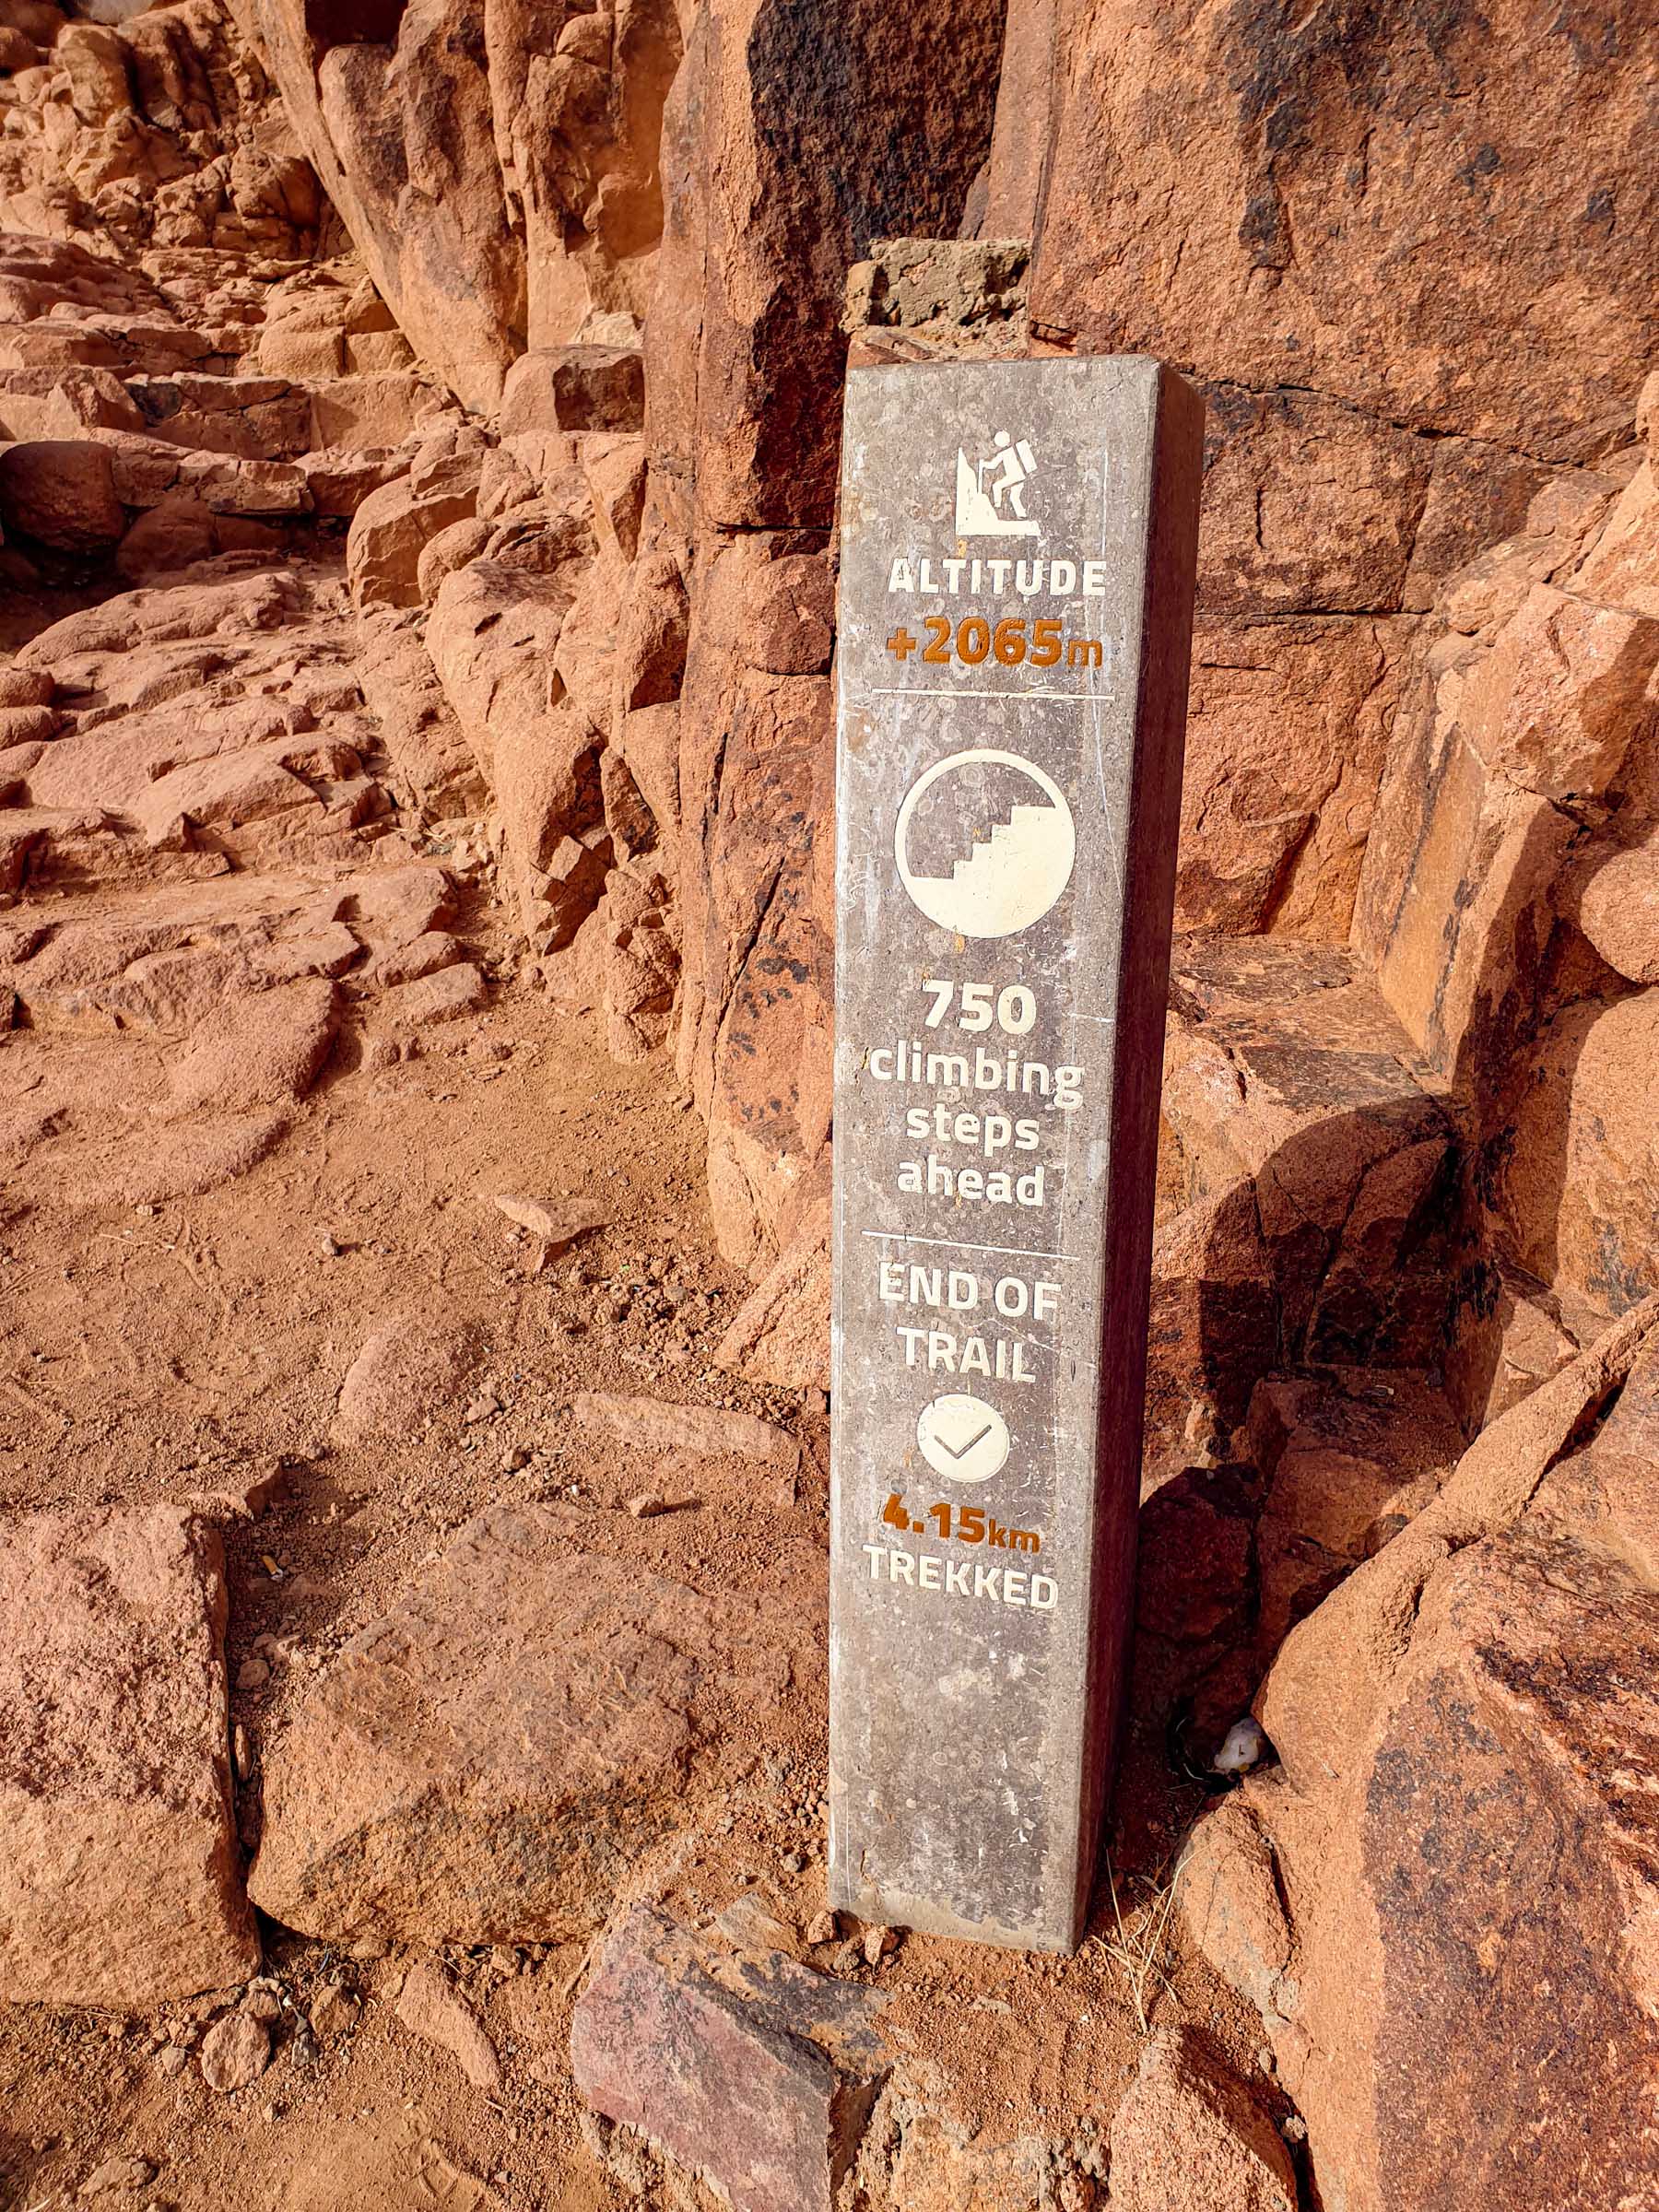 ALTITUDE
+2065m
750
climbing
steps
ahead
END OF
TRAIL
4.15km
TREKKED